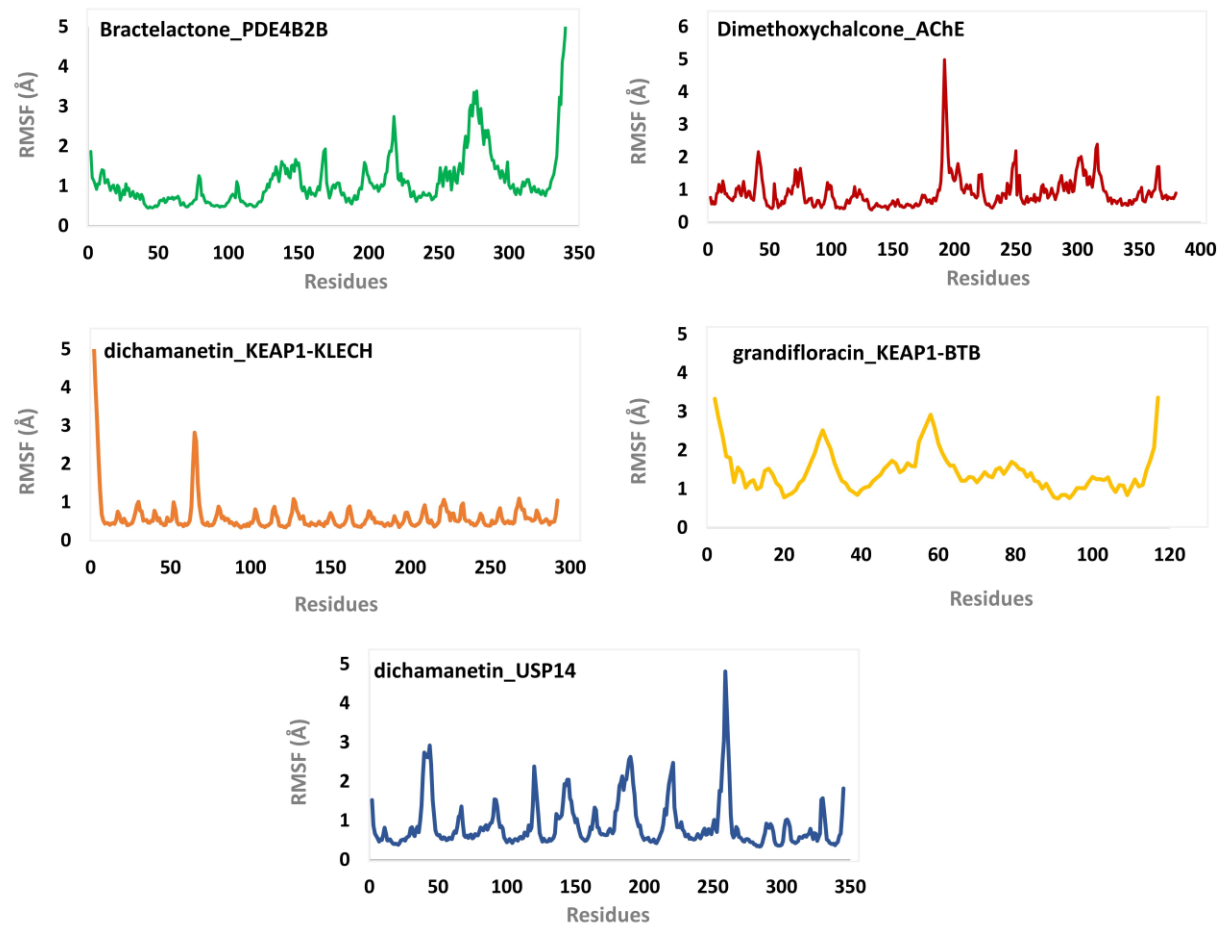 Bractelactone_PDE4B2B
RMSF (Å)
5
4
3
2
1
0
0 50 100 150 200 250 300 350
Residues
Dimethoxychalcone_AChE
RMSF (Å)
6
5
4
3
2
1
0
0 50 100 150 200 250 300 350 400
Residues
dichamanetin_KEAP1-KLECH
RMSF (Å)
5
4
3
2
1
0
0 50 100 150 200 250 300
Residues
grandifloracin_KEAP1-BTB
RMSF (Å)
5
4
3
2
1
0
0 20 40 60 80 100 120
Residues
dichamanetin_USP14
RMSF (Å)
5
4
3
2
1
0
0 50 100 150 200 250 300 350
Residues